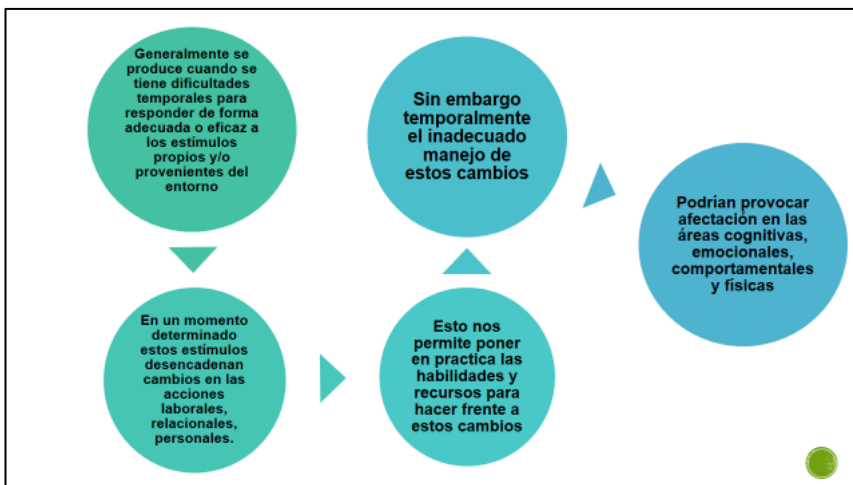 Generalmente se
produce cuando se
tiene dificultades
temporales para
responder de forma
adecuada o eficaz a
los estímulos
propios y/o
provenientes del
entorno
En un momento
determinado
estos estímulos
desencadenan
cambios en las
acciones
laborales,
relacionales,
personales.
Esto nos
permite poner
en practica las
habilidades y
recursos para
hacer frente a
estos cambios
Sin embargo
temporalmente
el inadecuado
manejo de
estos cambios
Podrían provocar
afectación en las
áreas cognitivas,
emocionales,
comportamentales
y físicas